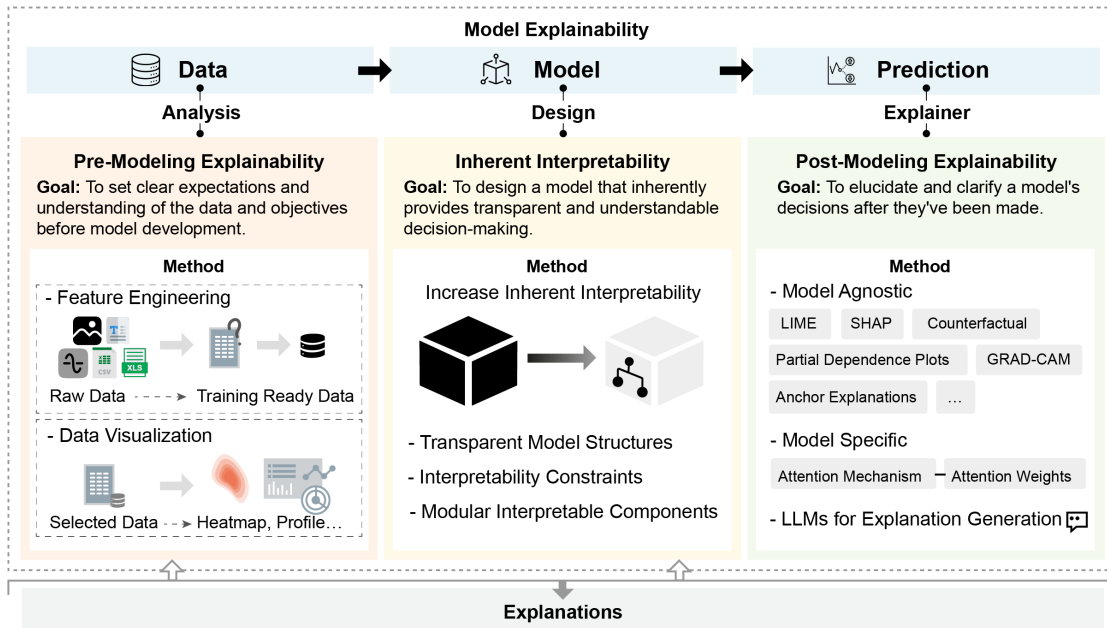 Model Explainability
Data
Model
Prediction
Analysis
Design
Explainer
Pre-Modeling Explainability
Goal: To set clear expectations and
understanding of the data and objectives
before model development.
Method
- Feature Engineering
T
CSV
XLS
Raw Data
Training Ready Data
- Data Visualization
Selected Data
Heatmap, Profile...
Inherent Interpretability
Goal: To design a model that inherently
provides transparent and understandable
decision-making.
Method
Increase Inherent Interpretability
- Transparent Model Structures
- Interpretability Constraints
- Modular Interpretable Components
Post-Modeling Explainability
Goal: To elucidate and clarify a model's
decisions after they've been made.
Method
- Model Agnostic
LIME
SHAP
Counterfactual
Partial Dependence Plots
GRAD-CAM
Anchor Explanations
...
- Model Specific
Attention Mechanism
Attention Weights
- LLMs for Explanation Generation
Explanations